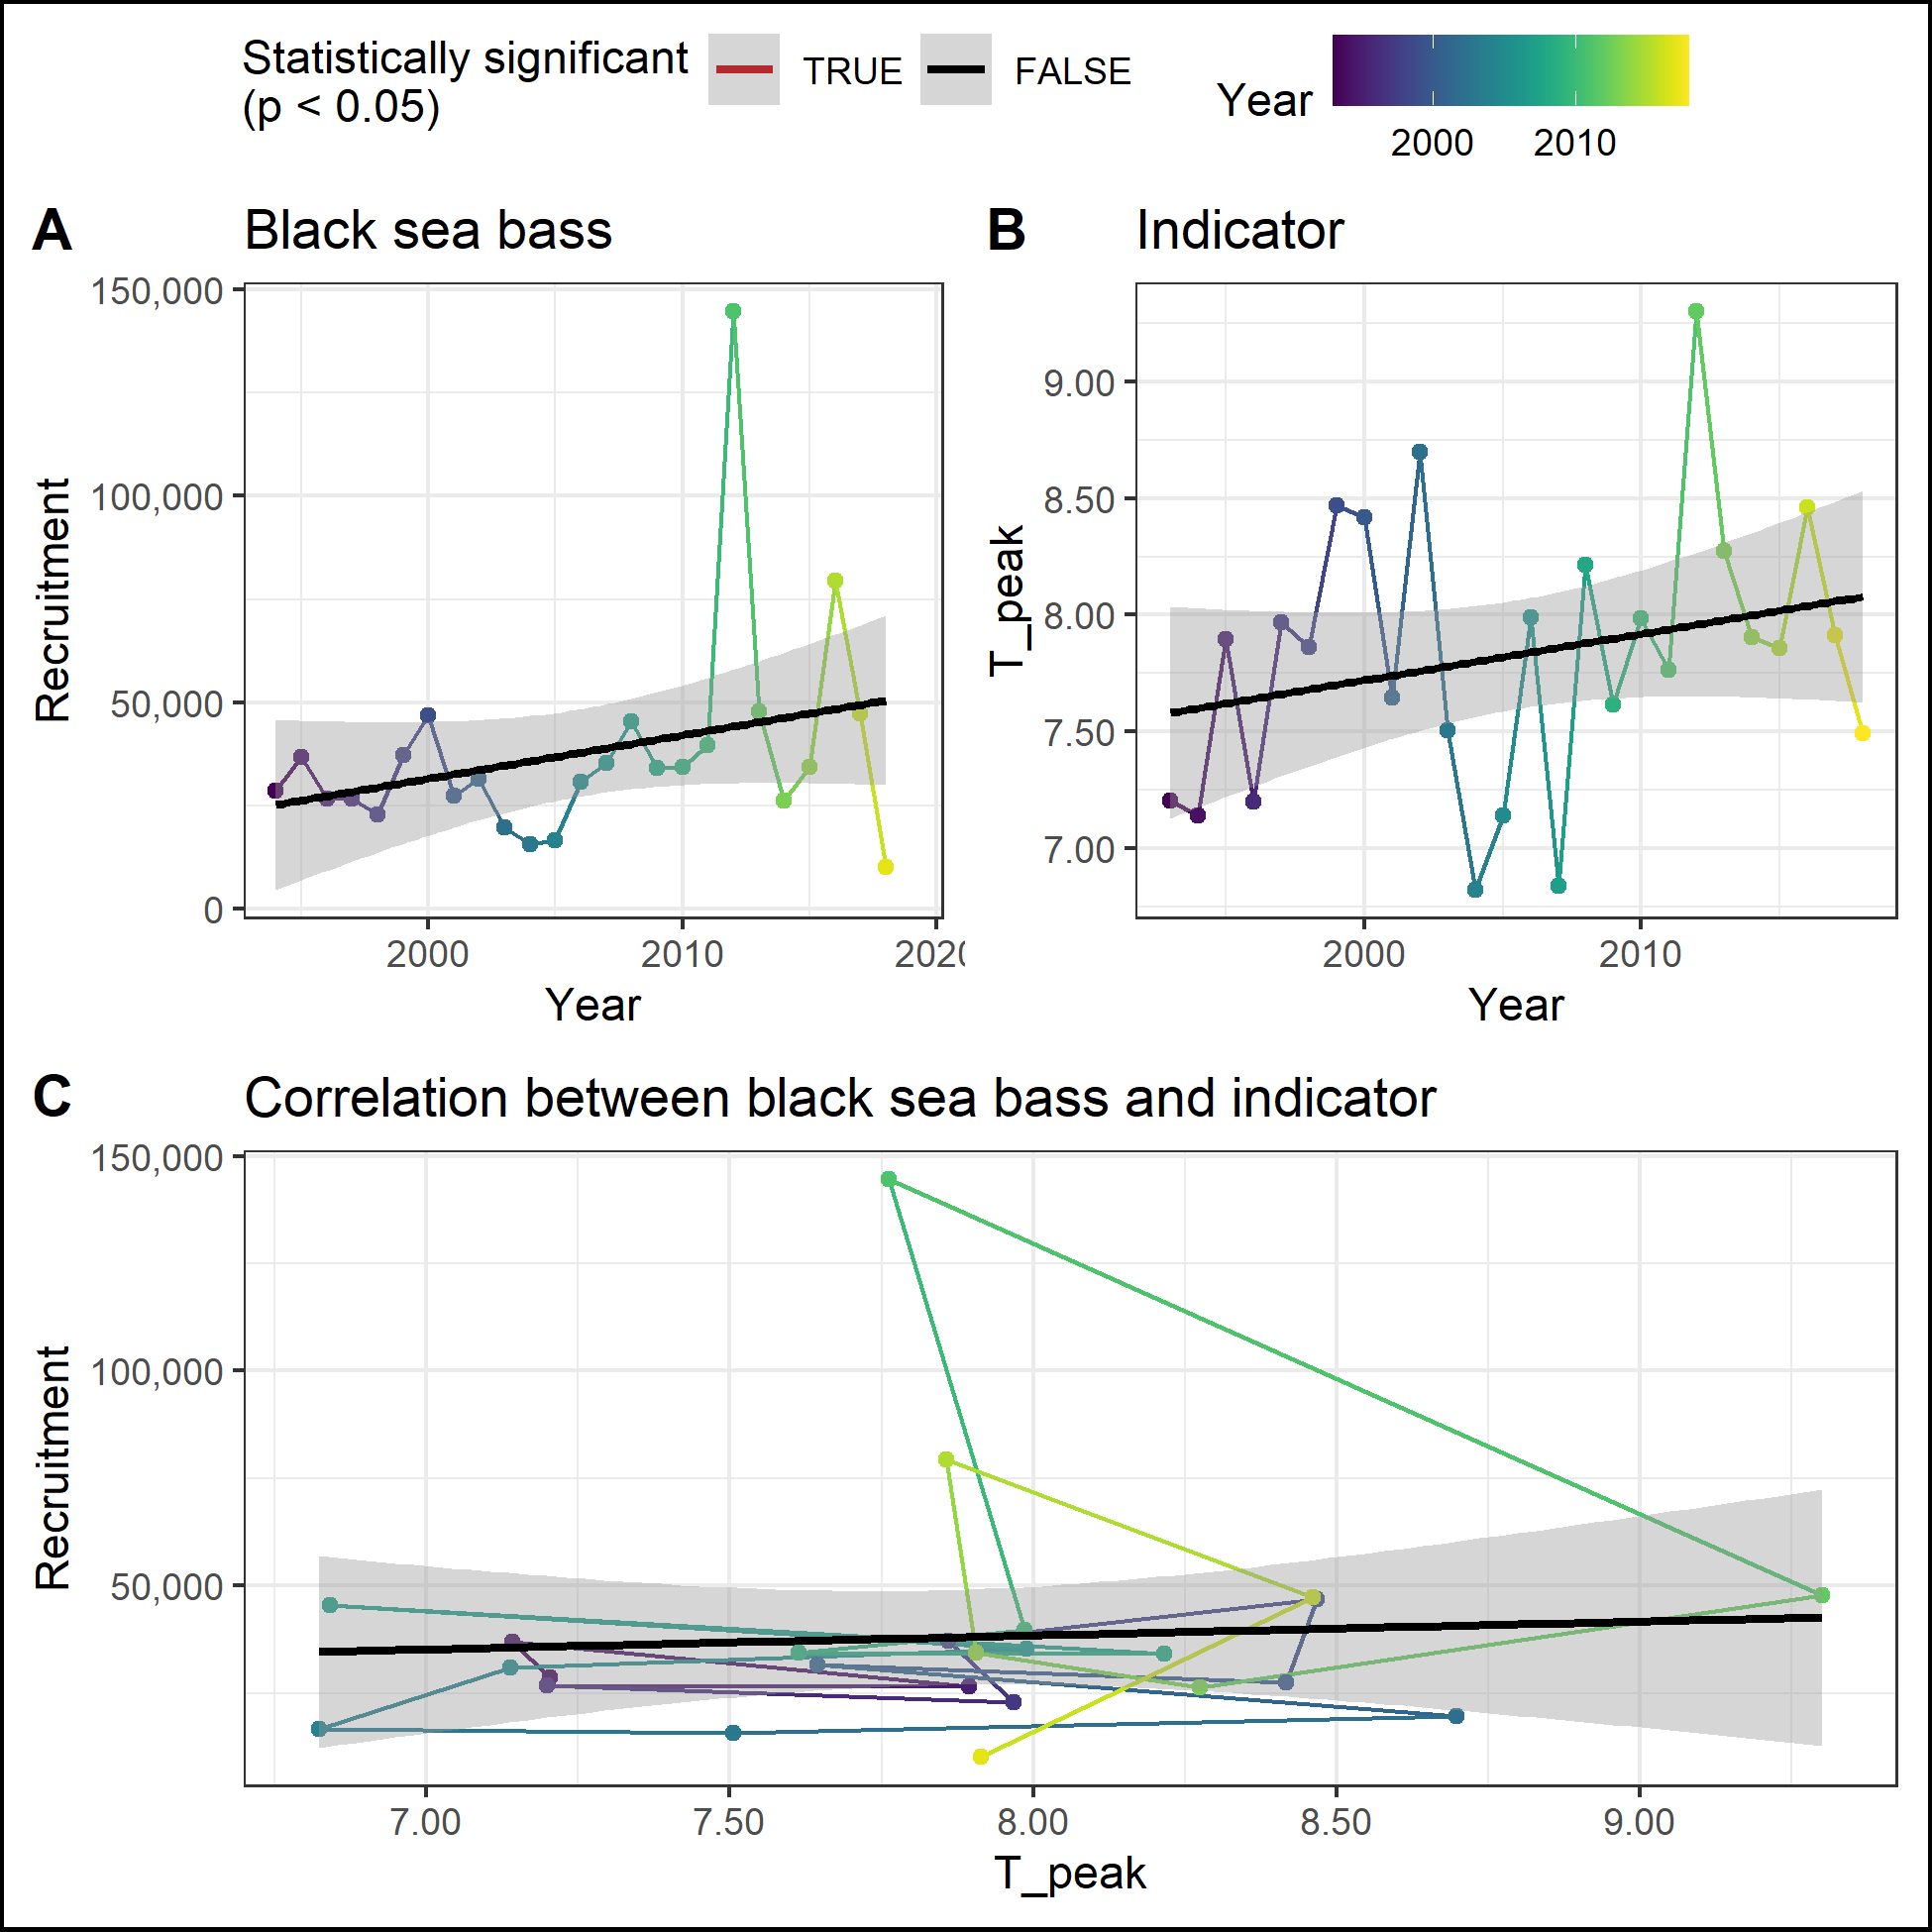 Statistically significant
(p < 0.05)
TRUE
FALSE
Year
2000
2010
A
Black sea bass
150,000
100,000
50,000
0
Recruitment
2000
2010
202
Year
B
Indicator
9.00
8.50
8.00
7.50
7.00
T_peak
2000
2010
Year
C
Correlation between black sea bass and indicator
150,000
100,000
50,000
Recruitment
7.00
7.50
8.00
8.50
9.00
T_peak